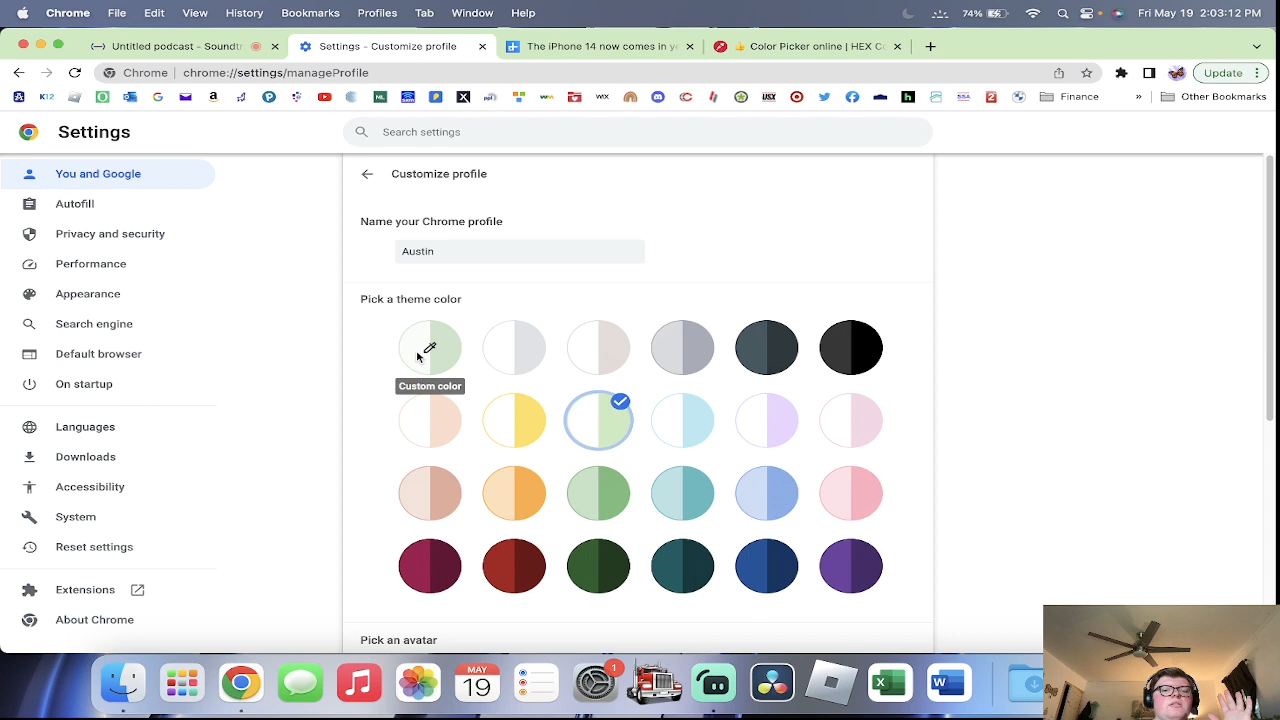 Chrome File Edit View History Bookmarks Profiles Tab Window Help 74% Fri May 19 2:03:12 PM
Untitled podcast - Soundtr Settings - Customize profile The iPhone 14 now comes in ye Color Picker online | HEX Co
Chrome chrome://settings/manageProfile Update
K12 Finance » Other Bookmarks
Settings
Search settings
You and Google
Autofill
Privacy and security
Performance
Appearance
Search engine
Default browser
On startup
Languages
Downloads
Accessibility
System
Reset settings
Extensions
About Chrome
Customize profile
Name your Chrome profile
Austin
Pick a theme color
Custom color
Pick an avatar
1
MAY
19